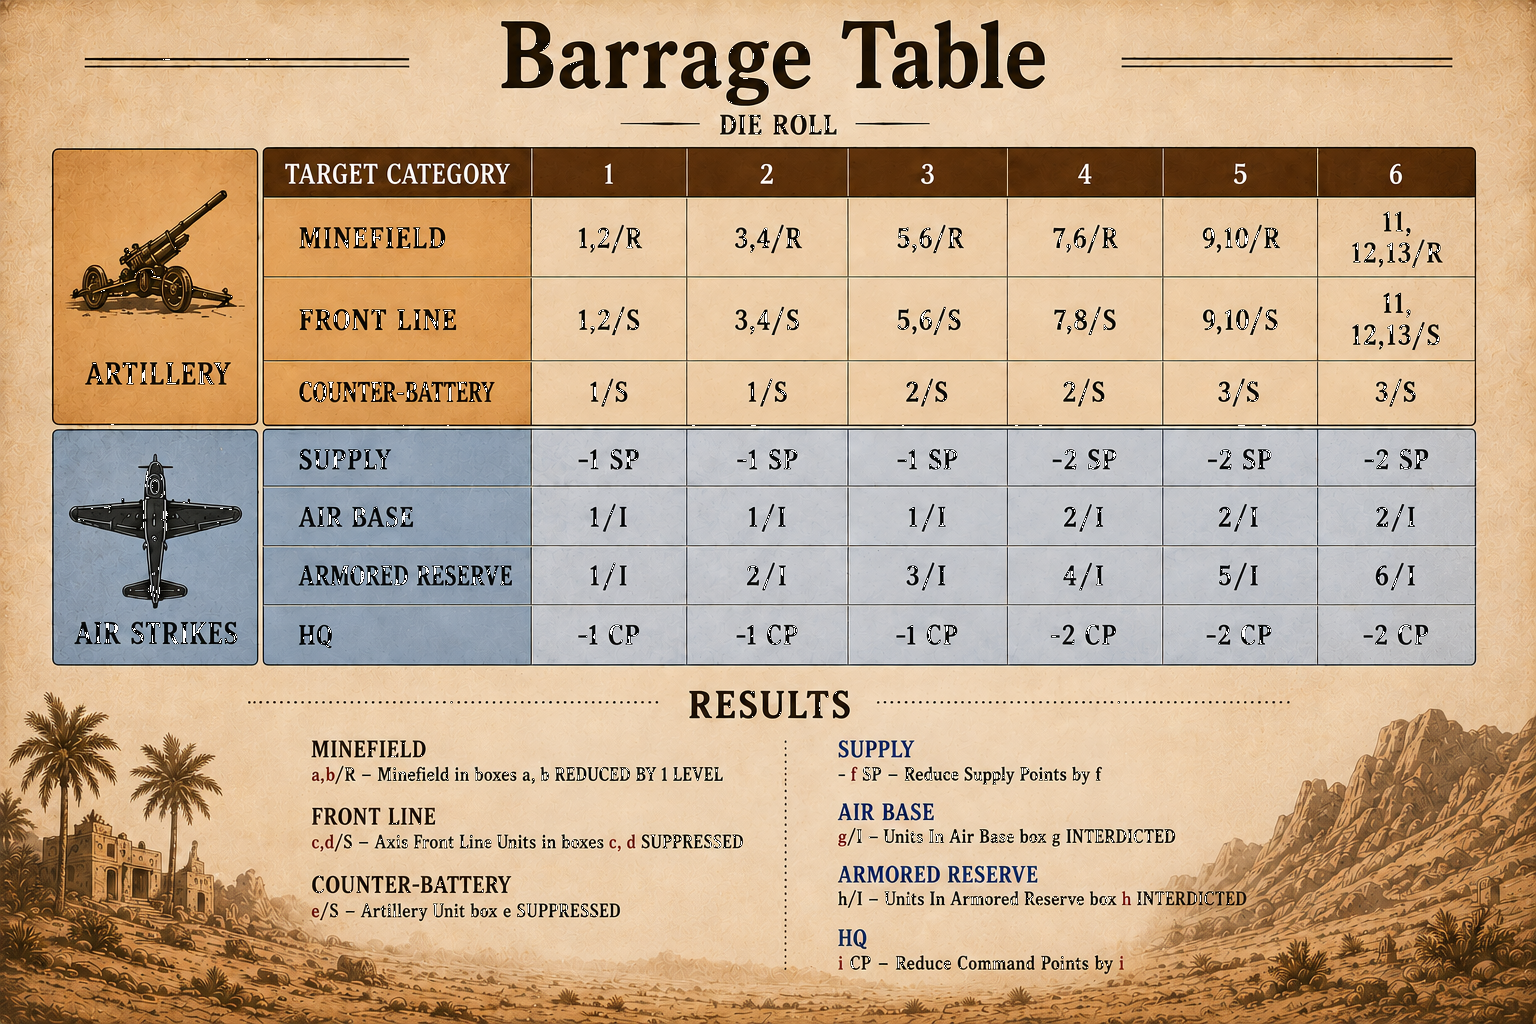 Barrage Table
DIE ROLL
TARGET CATEGORY 1 2 3 4 5 6
ARTILLERY
MINEFIELD 1,2/R 3,4/R 5,6/R 7,6/R 9,10/R 11, 12,13/R
FRONT LINE 1,2/S 3,4/S 5,6/S 7,8/S 9,10/S 11, 12,13/S
COUNTER-BATTERY 1/S 1/S 2/S 2/S 3/S 3/S
AIR STRIKES
SUPPLY -1 SP -1 SP -1 SP -2 SP -2 SP -2 SP
AIR BASE 1/I 1/I 1/I 2/I 2/I 2/I
ARMORED RESERVE 1/I 2/I 3/I 4/I 5/I 6/I
HQ -1 CP -1 CP -1 CP -2 CP -2 CP -2 CP
RESULTS
MINEFIELD
a,b/R – Minefield in boxes a, b REDUCED BY 1 LEVEL
FRONT LINE
c,d/S – Axis Front Line Units in boxes c, d SUPPRESSED
COUNTER-BATTERY
e/S – Artillery Unit box e SUPPRESSED
SUPPLY
- f SP – Reduce Supply Points by f
AIR BASE
g/I – Units In Air Base box g INTERDICTED
ARMORED RESERVE
h/I – Units In Armored Reserve box h INTERDICTED
HQ
i CP – Reduce Command Points by i